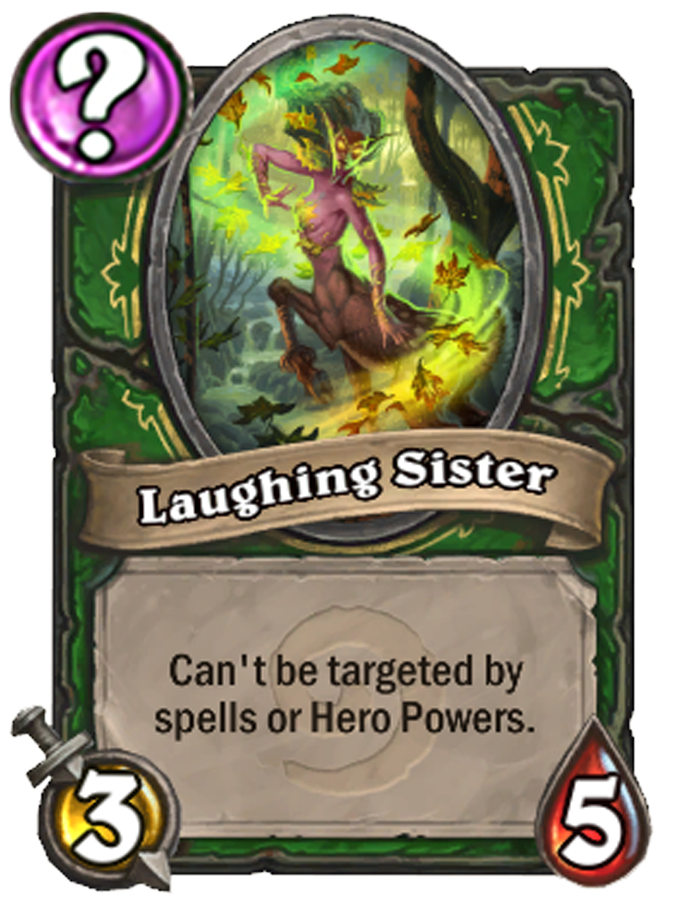 ?
Laughing Sister
Can't be targeted by
spells or Hero Powers.
3
5